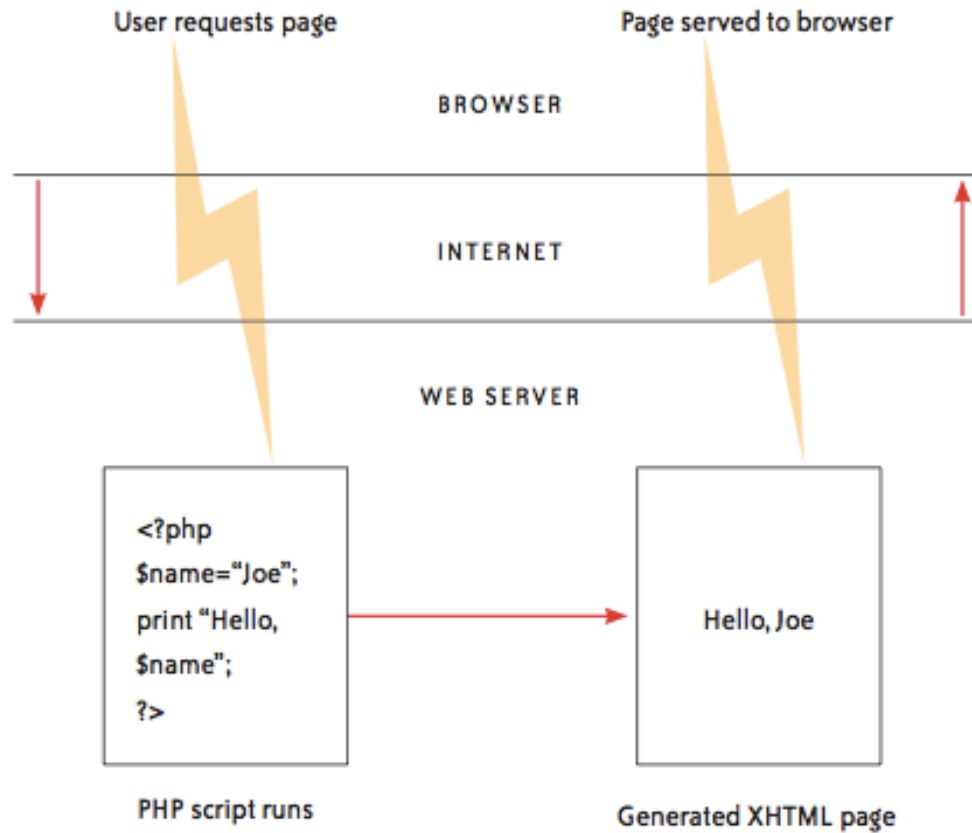 User requests page
Page served to browser
BROWSER
INTERNET
WEB SERVER
<?php
$name=“Joe”;
print “Hello,
$name”;
?>
Hello, Joe
PHP script runs
Generated XHTML page